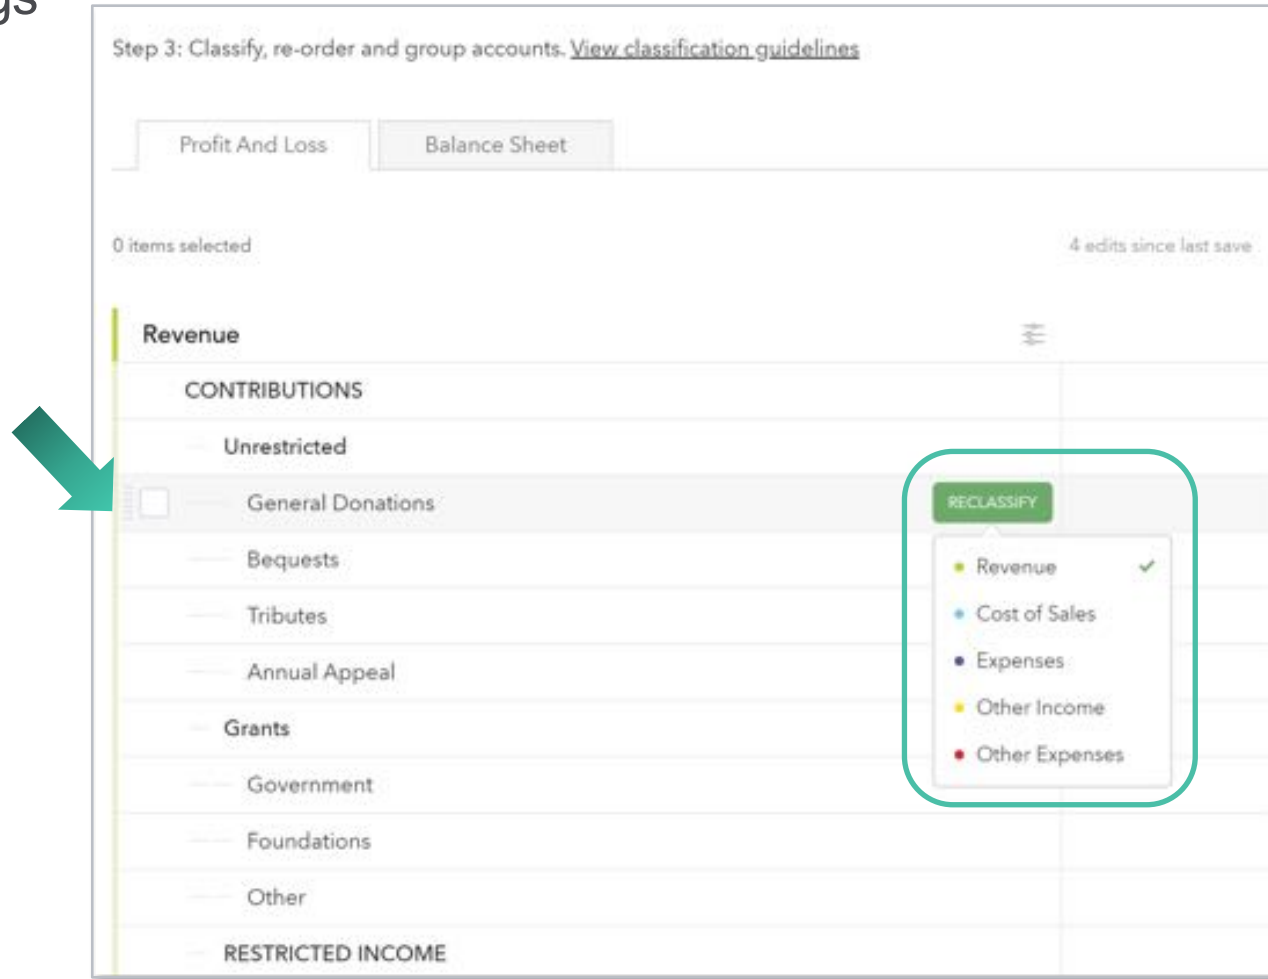 gs
Step 3: Classify, re-order and group accounts. View classification guidelines
Profit And Loss
Balance Sheet
0 items selected
4 edits since last save
Revenue
CONTRIBUTIONS
Unrestricted
General Donations
RECLASSIFY
Bequests
Revenue
Tributes
Cost of Sales
Annual Appeal
Expenses
Grants
Other Income
Government
Other Expenses
Foundations
Other
RESTRICTED INCOME